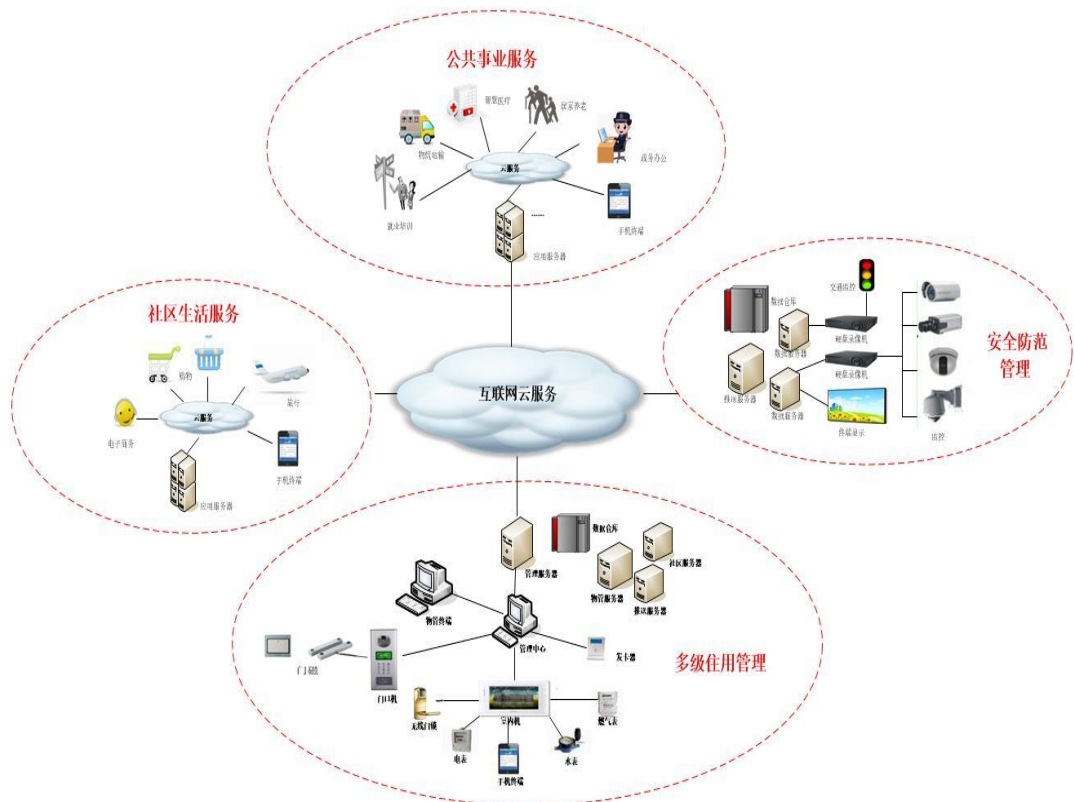 公共事业服务
智慧医疗
居家养老
物流运输
政务办公
云服务
就业培训
......
手机终端
应用服务器
社区生活服务
购物
旅行
云服务
电子商务
手机终端
应用服务器
互联网云服务
安全防范
管理
交通监控
数据仓库
数据服务器
硬盘录像机
硬盘录像机
推送服务器
数据服务器
终端显示
监控
多级住用管理
数据仓库
管理服务器
社区服务器
物管服务器
推送服务器
物管终端
管理中心
发卡器
门磁
门口机
无线门锁
室内机
燃气表
电表
手机终端
水表